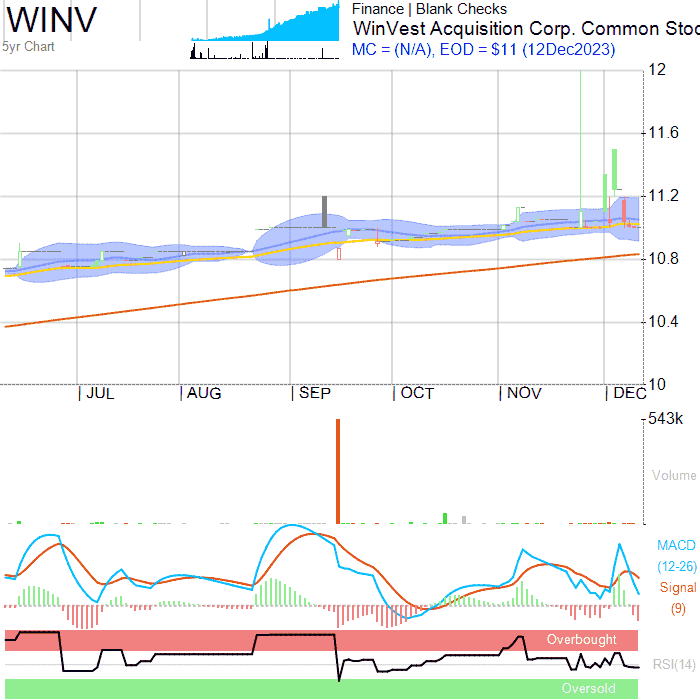 WINV
5yr Chart
Finance | Blank Checks
WinVest Acquisition Corp. Common Stoc
MC = (N/A), EOD = $11 (12Dec2023)
12
11.6
11.2
10.8
10.4
10
| JUL | AUG | SEP | OCT | NOV | DEC
543k
Volume
MACD
(12-26)
Signal
(9)
Overbought
RSI(14)
Oversold